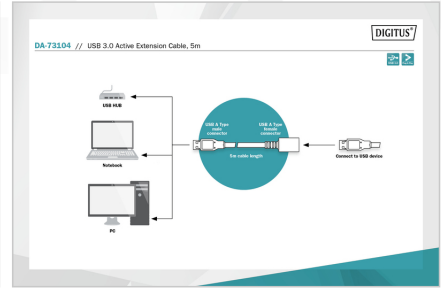 DIGITUS®
DA-73104 // USB 3.0 Active Extension Cable, 5m
USB HUB
USB A Type
male
connector
USB A Type
female
connector
5m cable length
Notebook
Connect to USB device
PC